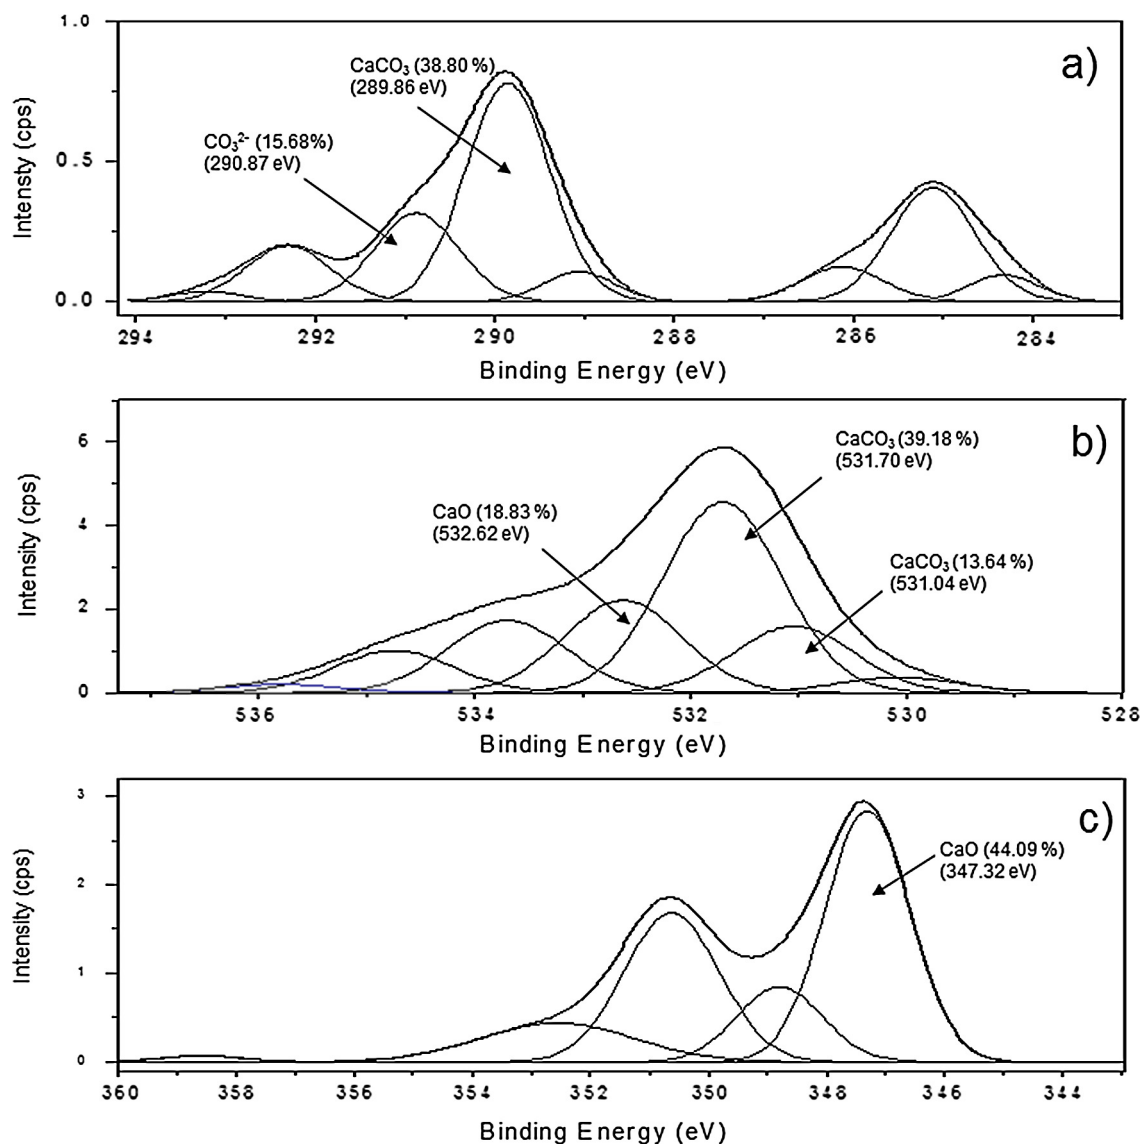 a)
1.0
0.5
0.0
Intensty (cps)
CaCO₃ (38.80 %)
(289.86 eV)
CO₃²⁻ (15.68%)
(290.87 eV)
294 292 290 288 286 284
Binding Energy (eV)
b)
6
4
2
0
Intensity (cps)
CaCO₃ (39.18 %)
(531.70 eV)
CaO (18.83 %)
(532.62 eV)
CaCO₃ (13.64 %)
(531.04 eV)
536 534 532 530 528
Binding Energy (eV)
c)
3
2
1
0
Intensity (cps)
CaO (44.09 %)
(347.32 eV)
360 358 356 354 352 350 348 346 344
Binding Energy (eV)